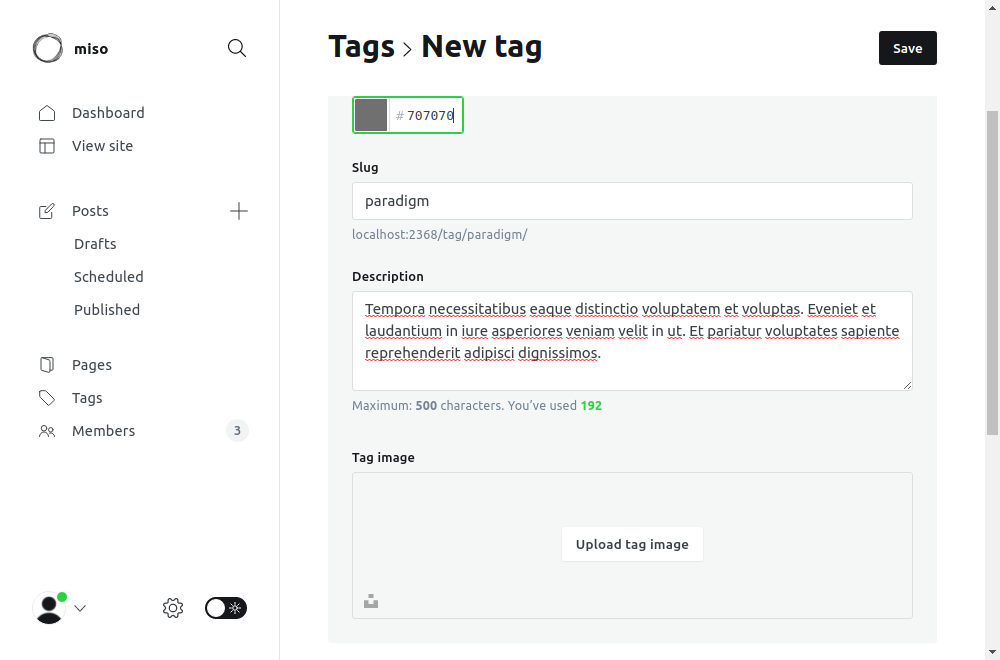 miso
Tags > New tag
Save
Dashboard
View site
Posts
Drafts
Scheduled
Published
Pages
Tags
Members 3
# 707070
Slug
paradigm
localhost:2368/tag/paradigm/
Description
Tempora necessitatibus eaque distinctio voluptatem et voluptas. Eveniet et
laudantium in iure asperiores veniam velit in ut. Et pariatur voluptates sapiente
reprehenderit adipisci dignissimos.
Maximum: 500 characters. You’ve used 192
Tag image
Upload tag image